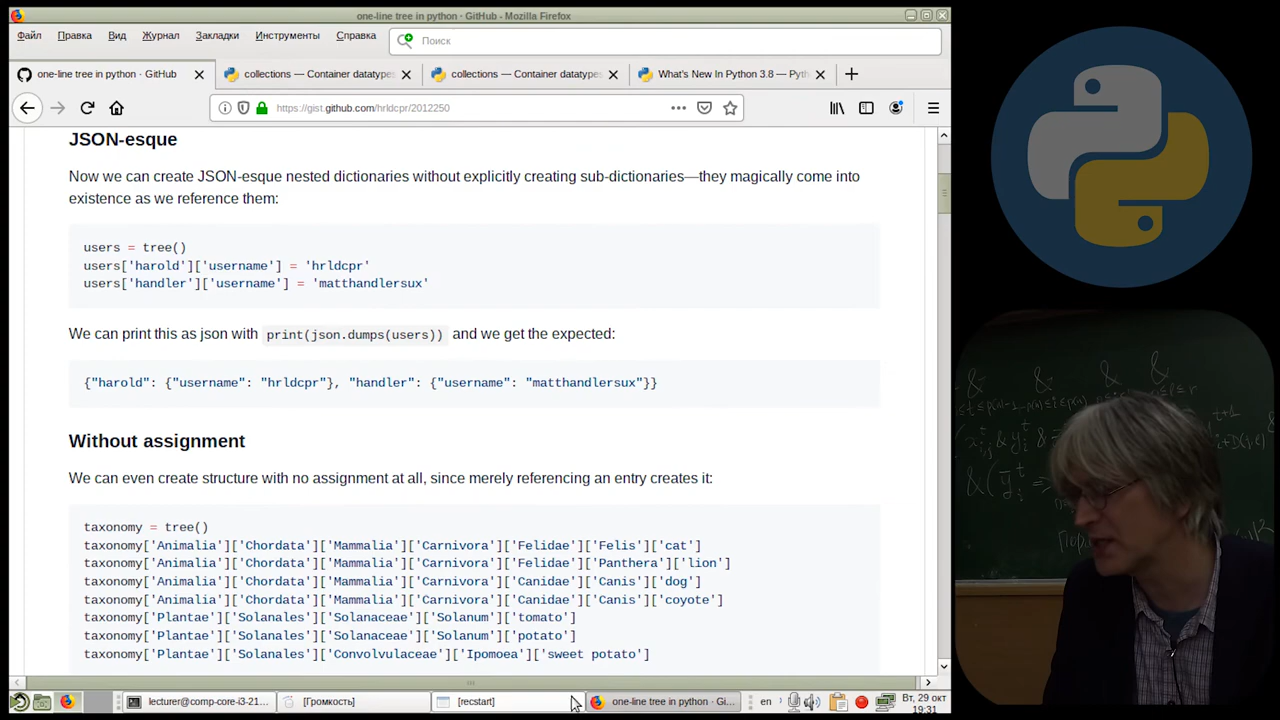 one-line tree in python · GitHub - Mozilla Firefox
Файл Правка Вид Журнал Закладки Инструменты Справка Поиск
one-line tree in python · GitHub collections — Container datatypes collections — Container datatypes What's New In Python 3.8 — Pyth
https://gist.github.com/hrldcpr/2012250
JSON-esque
Now we can create JSON-esque nested dictionaries without explicitly creating sub-dictionaries—they magically come into
existence as we reference them:
users = tree()
users['harold']['username'] = 'hrldcpr'
users['handler']['username'] = 'matthandlersux'
We can print this as json with print(json.dumps(users)) and we get the expected:
{"harold": {"username": "hrldcpr"}, "handler": {"username": "matthandlersux"}}
Without assignment
We can even create structure with no assignment at all, since merely referencing an entry creates it:
taxonomy = tree()
taxonomy['Animalia']['Chordata']['Mammalia']['Carnivora']['Felidae']['Felis']['cat']
taxonomy['Animalia']['Chordata']['Mammalia']['Carnivora']['Felidae']['Panthera']['lion']
taxonomy['Animalia']['Chordata']['Mammalia']['Carnivora']['Canidae']['Canis']['dog']
taxonomy['Animalia']['Chordata']['Mammalia']['Carnivora']['Canidae']['Canis']['coyote']
taxonomy['Plantae']['Solanales']['Solanaceae']['Solanum']['tomato']
taxonomy['Plantae']['Solanales']['Solanaceae']['Solanum']['potato']
taxonomy['Plantae']['Solanales']['Convolvulaceae']['Ipomoea']['sweet potato']
lecturer@comp-core-i3-21... [Громкость] [recstart] one-line tree in python · Gi... en Вт, 29 окт
19:31